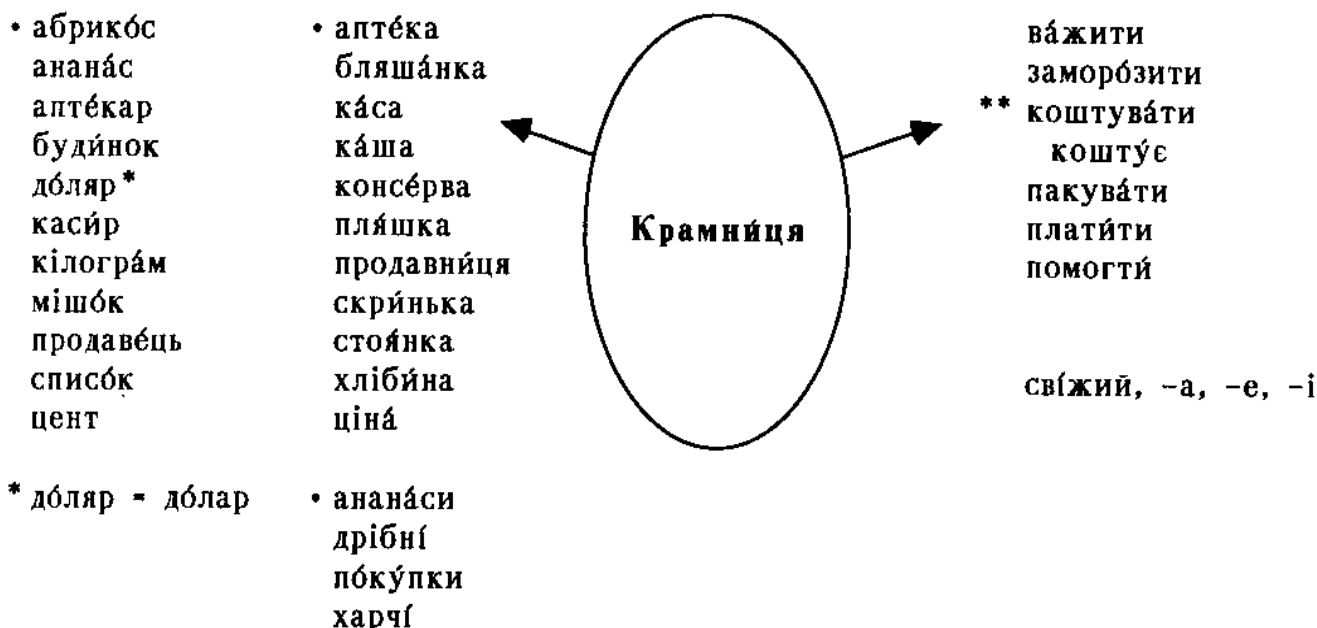 • абрико́с
анана́с
апте́кар
буди́нок
до́ляр*
каси́р
кілогра́м
мішо́к
продаве́ць
списо́к
цент
* до́ляр = до́лар
• апте́ка
бляша́нка
ка́са
ка́ша
консе́рва
пля́шка
продавни́ця
скри́нька
стоя́нка
хліби́на
ціна́
• анана́си
дрібні́
по́ку́пки
харчі́
Крамни́ця
ва́жити
заморо́зити
** коштува́ти
кошту́є
пакува́ти
плати́ти
помогти́
сві́жий, -а, -е, -і